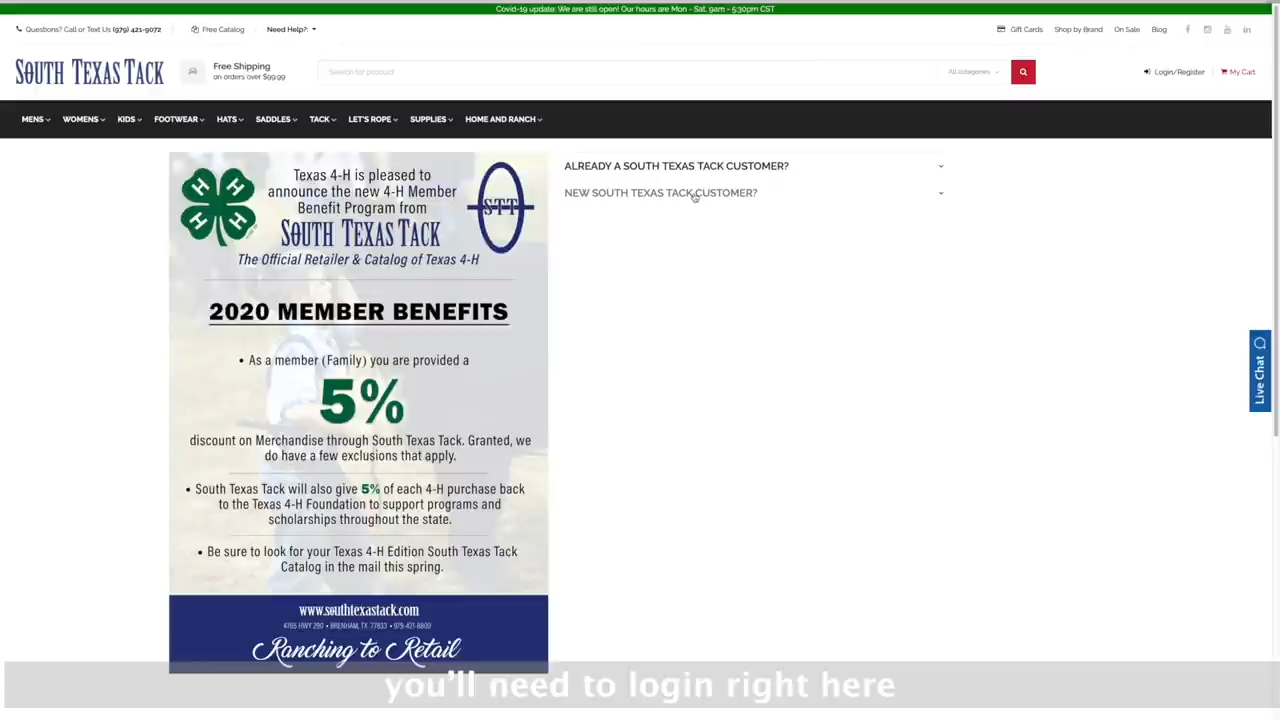 Covid-19 update: We are still open! Our hours are Mon - Sat. 9am - 5:30pm CST
Questions? Call or Text Us (979) 421-9072
Free Catalog
Need Help?:
Gift Cards
Shop by Brand
On Sale
Blog
SOUTH TEXAS TACK
Free Shipping
on orders over $99.99
Search for product
All categories
Login/Register
My Cart
MENS
WOMENS
KIDS
FOOTWEAR
HATS
SADDLES
TACK
LET'S ROPE
SUPPLIES
HOME AND RANCH
H H H H
Texas 4-H is pleased to
announce the new 4-H Member
Benefit Program from
SOUTH TEXAS TACK
STT
The Official Retailer & Catalog of Texas 4-H
2020 MEMBER BENEFITS
• As a member (Family) you are provided a
5%
discount on Merchandise through South Texas Tack. Granted, we
do have a few exclusions that apply.
• South Texas Tack will also give 5% of each 4-H purchase back
to the Texas 4-H Foundation to support programs and
scholarships throughout the state.
• Be sure to look for your Texas 4-H Edition South Texas Tack
Catalog in the mail this spring.
www.southtexastack.com
4765 HWY 290 • BRENHAM, TX 77833 • 979-421-8800
Ranching to Retail
ALREADY A SOUTH TEXAS TACK CUSTOMER?
NEW SOUTH TEXAS TACK CUSTOMER?
Live Chat
you'll need to login right here